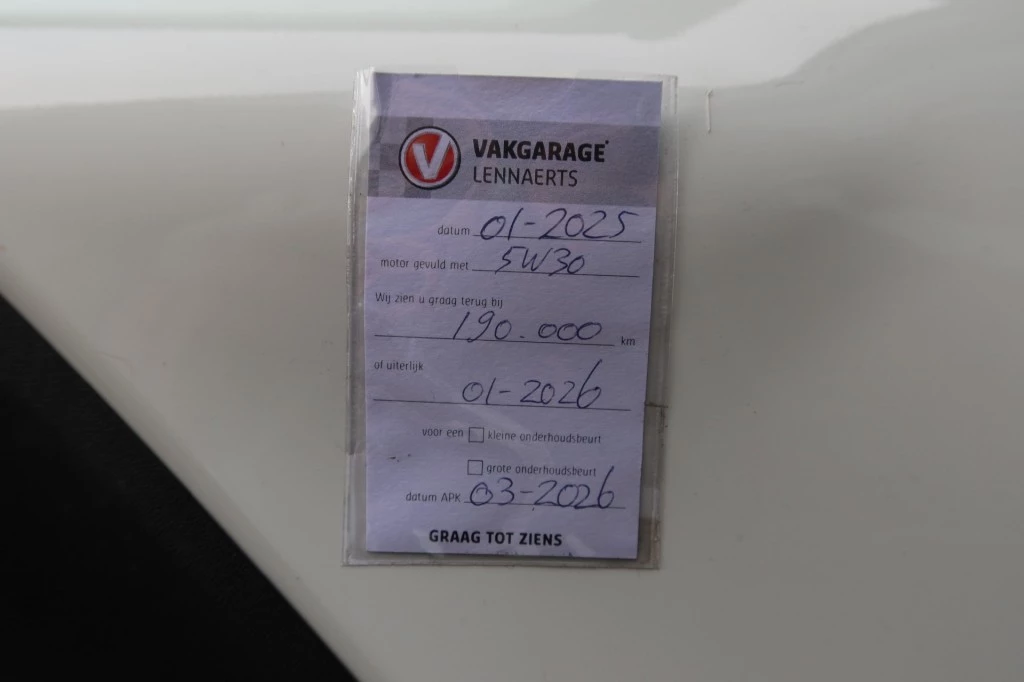 V VAKGARAGE
LENNAERTS
datum 01-2025
motor gevuld met 5W30
Wij zien u graag terug bij
190.000 km
of uiterlijk
01-2026
voor een kleine onderhoudsbeurt
grote onderhoudsbeurt
datum APK 03-2026
GRAAG TOT ZIENS